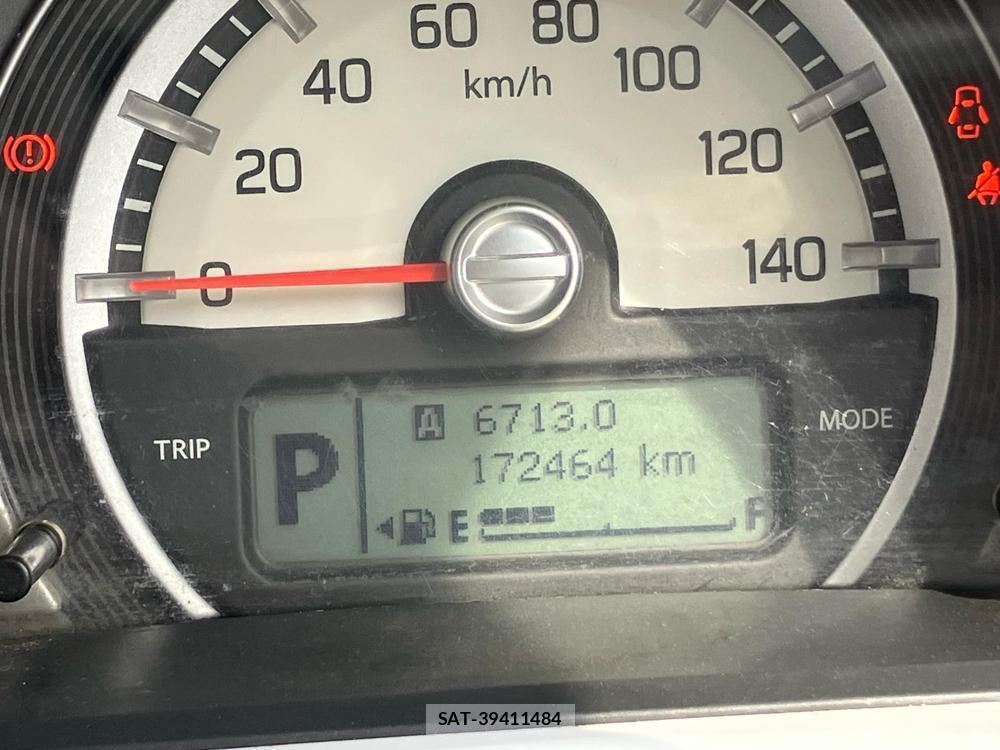 60 80
40 km/h 100
20 120
0 140
A 6713.0
172464 km
TRIP P MODE
E F
SAT-39411484